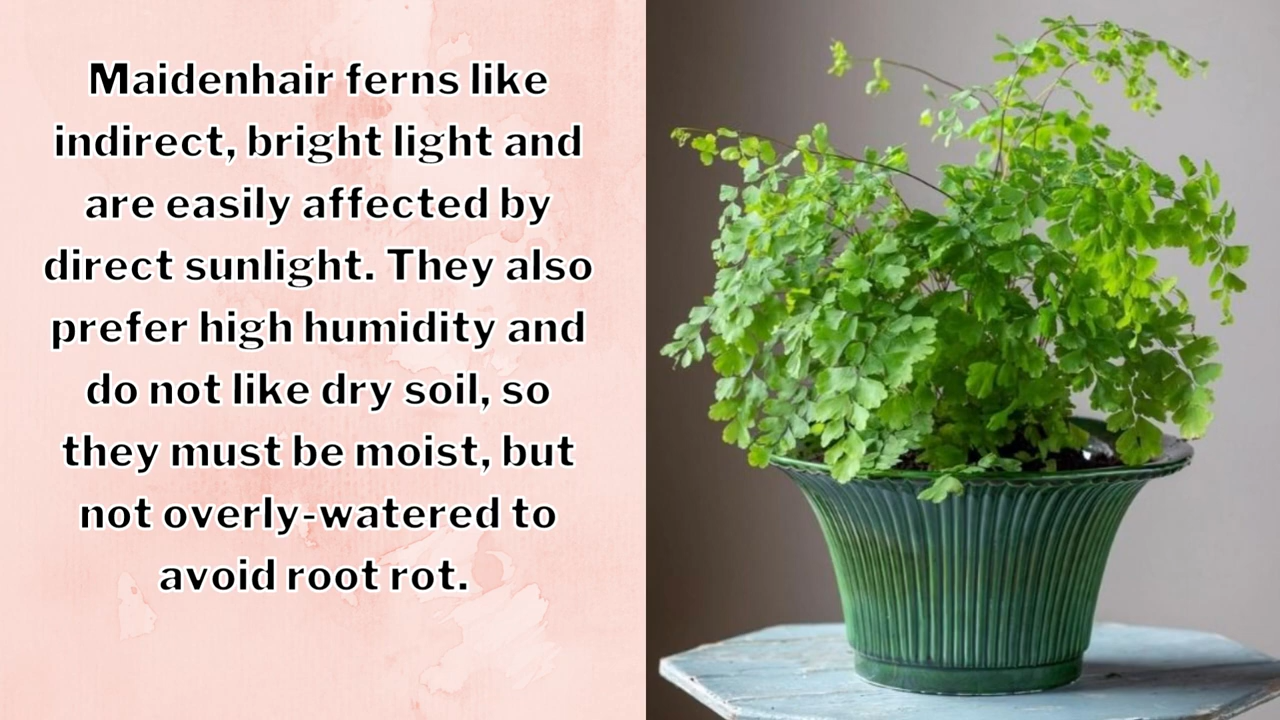 Maidenhair ferns like
indirect, bright light and
are easily affected by
direct sunlight. They also
prefer high humidity and
do not like dry soil, so
they must be moist, but
not overly-watered to
avoid root rot.